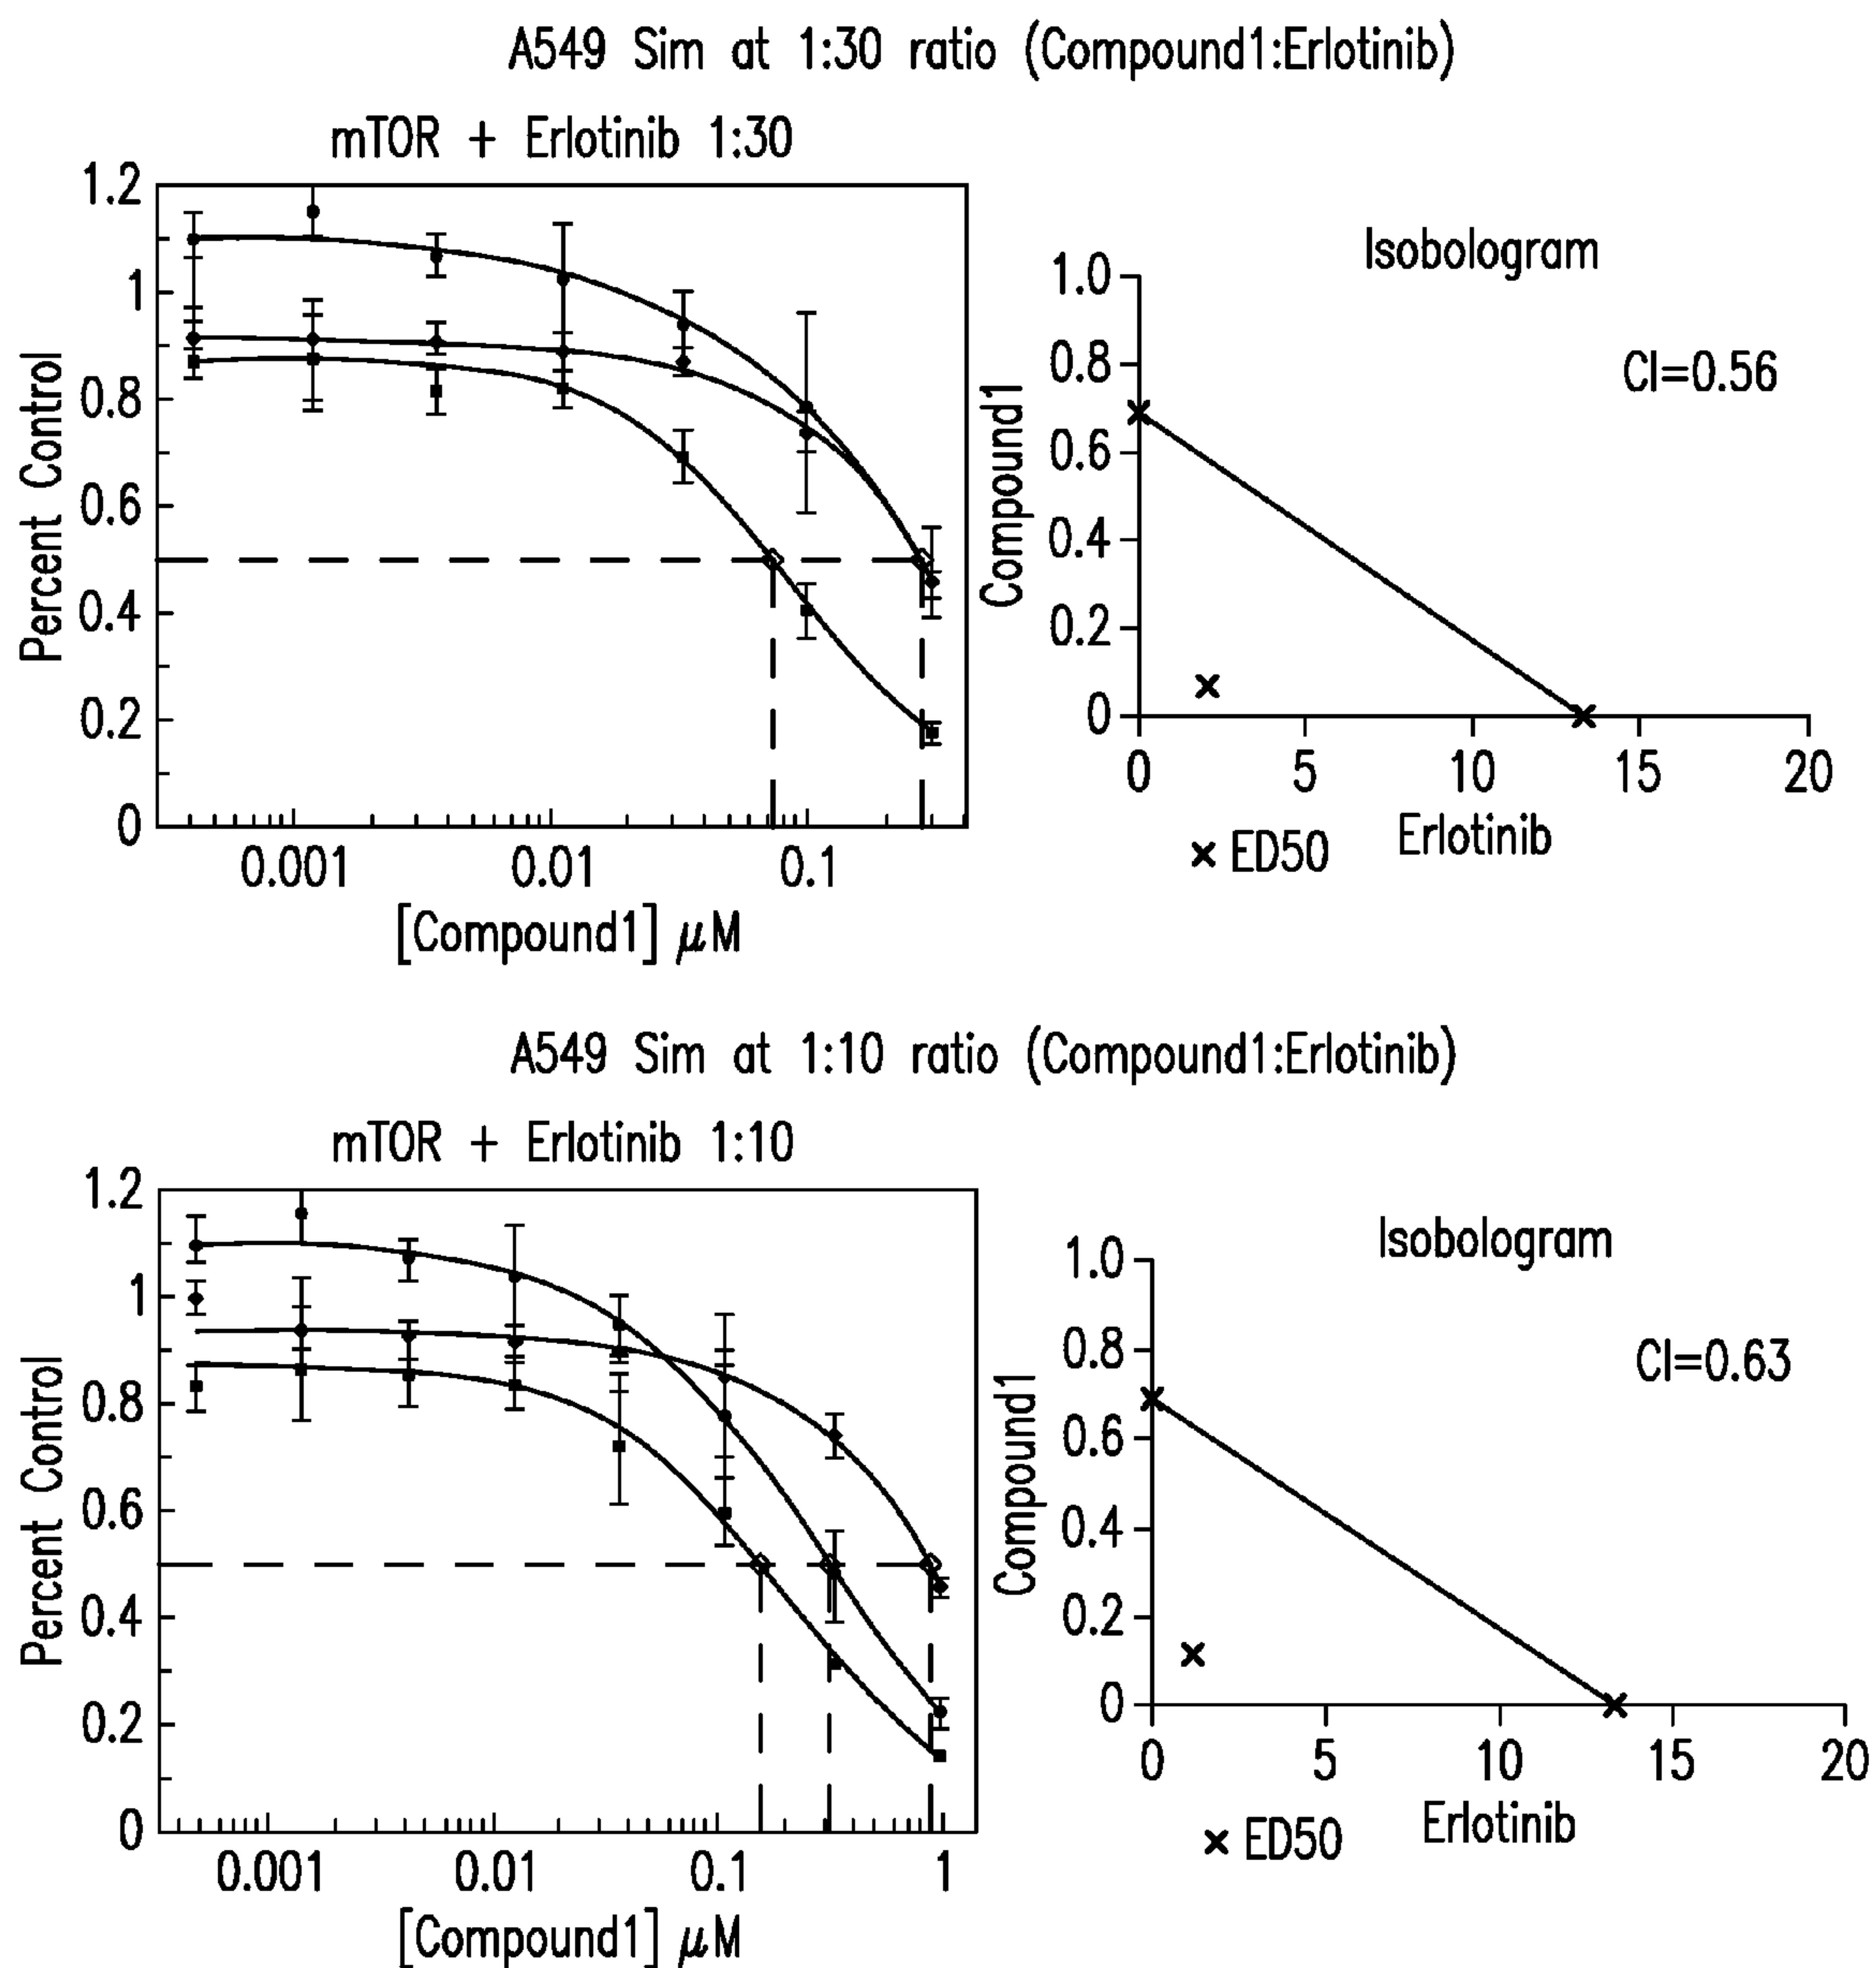 A549 Sim at 1:30 ratio (Compound1:Erlotinib)
mTOR + Erlotinib 1:30
1.2
1
0.8
0.6
0.4
0.2
0
Percent Control
0.001
0.01
0.1
[Compound1] μM
Isobologram
CI=0.56
1.0
0.8
0.6
0.4
0.2
0
Compound1
0
5
10
15
20
× ED50
Erlotinib
A549 Sim at 1:10 ratio (Compound1:Erlotinib)
mTOR + Erlotinib 1:10
1.2
1
0.8
0.6
0.4
0.2
0
Percent Control
0.001
0.01
0.1
1
[Compound1] μM
Isobologram
CI=0.63
1.0
0.8
0.6
0.4
0.2
0
Compound1
0
5
10
15
20
× ED50
Erlotinib